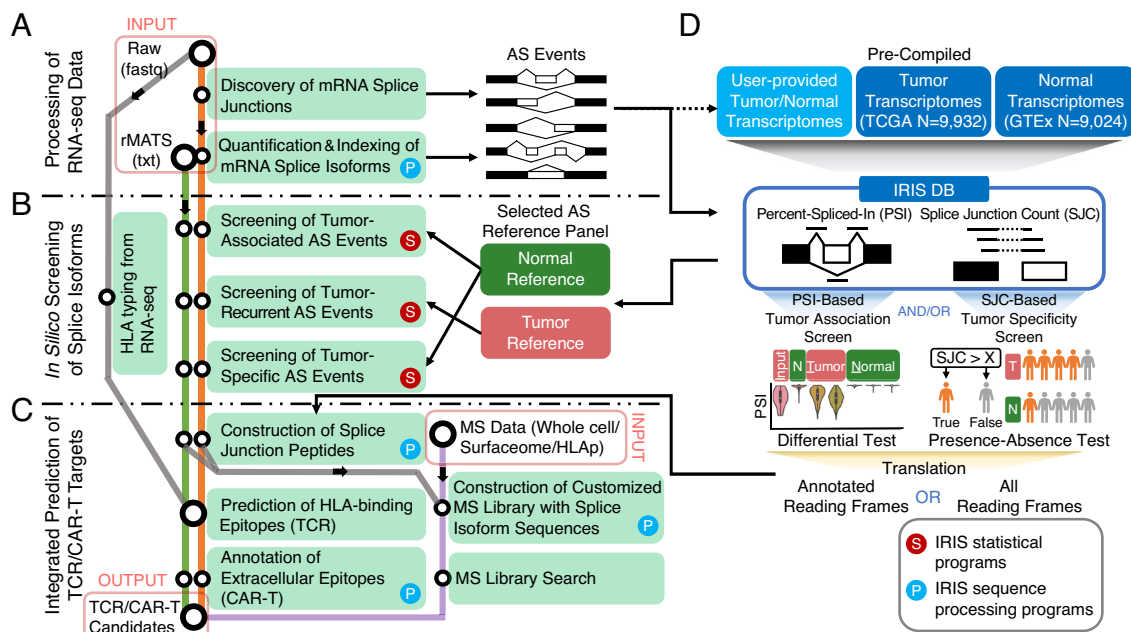 A
Processing of
RNA-seq Data
INPUT
Raw
(fastq)
rMATS
(txt)
Discovery of mRNA Splice
Junctions
Quantification & Indexing of
mRNA Splice Isoforms
P
AS Events
B
In Silico Screening
of Splice Isoforms
HLA typing from
RNA-seq
Screening of Tumor-
Associated AS Events
S
Screening of Tumor-
Recurrent AS Events
S
Screening of Tumor-
Specific AS Events
S
Selected AS
Reference Panel
Normal
Reference
Tumor
Reference
C
Integrated Prediction of
TCR/CAR-T Targets
Construction of Splice
Junction Peptides
P
Prediction of HLA-binding
Epitopes (TCR)
Annotation of
Extracellular Epitopes
(CAR-T)
P
OUTPUT
TCR/CAR-T
Candidates
MS Data (Whole cell/
Surfaceome/HLAp)
INPUT
Construction of Customized
MS Library with Splice
Isoform Sequences
P
MS Library Search
D
Pre-Compiled
User-provided
Tumor/Normal
Transcriptomes
Tumor
Transcriptomes
(TCGA N=9,932)
Normal
Transcriptomes
(GTEx N=9,024)
IRIS DB
Percent-Spliced-In (PSI)
Splice Junction Count (SJC)
PSI-Based
Tumor Association
Screen
AND/OR
SJC-Based
Tumor Specificity
Screen
Input
N
Tumor
Normal
PSI
Differential Test
SJC > X
True
False
T
N
Presence-Absence Test
Translation
Annotated
Reading Frames
OR
All
Reading Frames
S
IRIS statistical
programs
P
IRIS sequence
processing programs